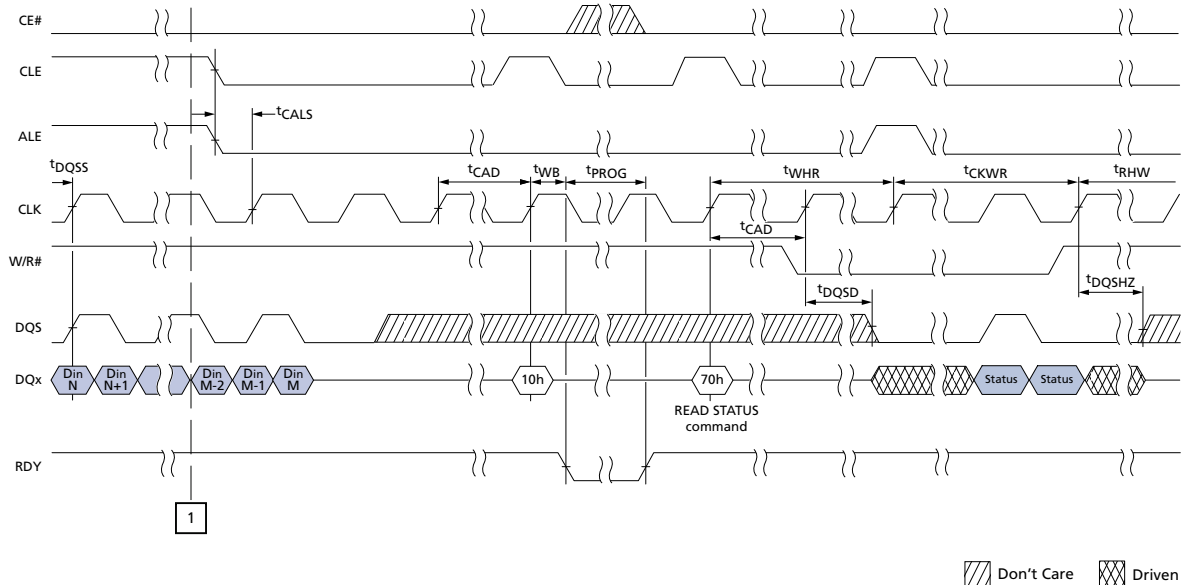 CE#
CLE
tCALS
ALE
tDQSS
tCAD
tWB
tPROG
tWHR
tCKWR
tRHW
CLK
tCAD
W/R#
tDQSD
tDQSHZ
DQS
DQx
Din N
Din N+1
Din M-2
Din M-1
Din M
10h
70h
Status
Status
READ STATUS
command
RDY
1
Don't Care
Driven